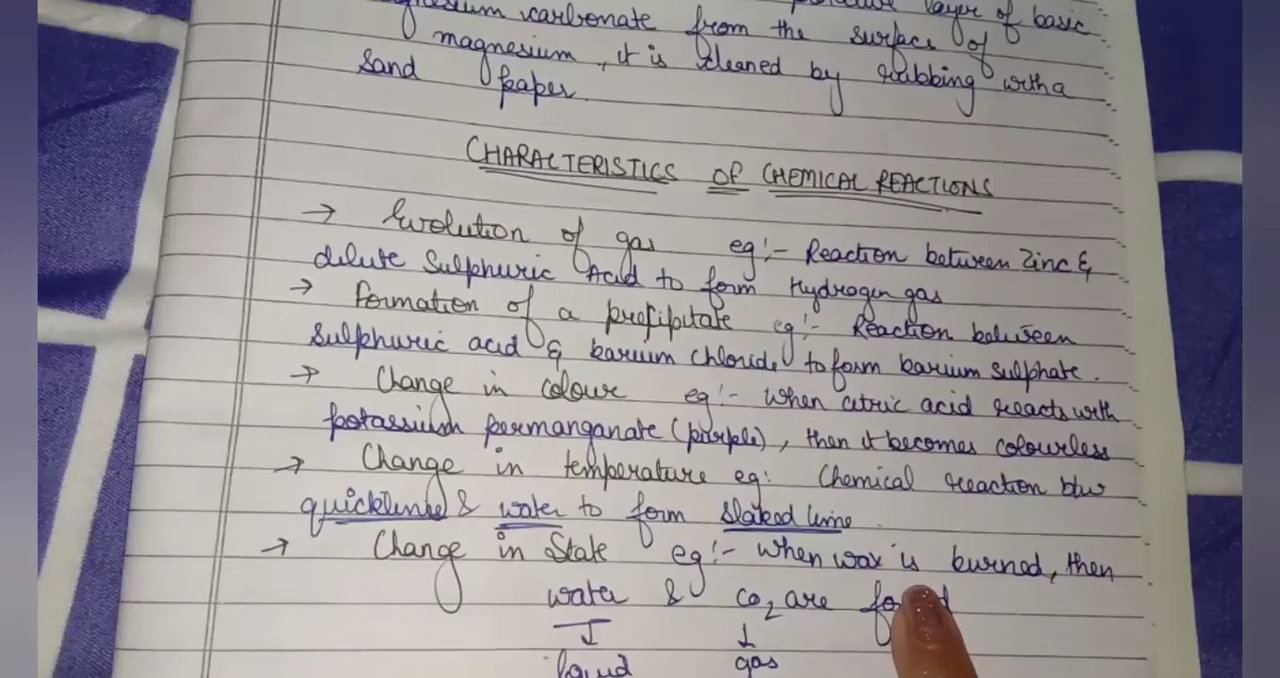 layer of basic
magnesium carbonate from the surface of
magnesium, it is cleaned by rubbing with a
Sand paper.
CHARACTERISTICS OF CHEMICAL REACTIONS
→ Evolution of gas eg:- Reaction between Zinc &
dilute Sulphuric Acid to form Hydrogen gas
→ Formation of a precipitate eg:- Reaction between
Sulphuric acid & barium chloride to form barium sulphate.
→ Change in colour eg:- When citric acid reacts with
potassium permanganate (purple), then it becomes colourless
→ Change in temperature eg:. Chemical reaction btw
quicklime & water to form slaked lime.
→ Change in State eg:- When wax is burned, then
water & CO₂ are
↓ ↓
liquid gas